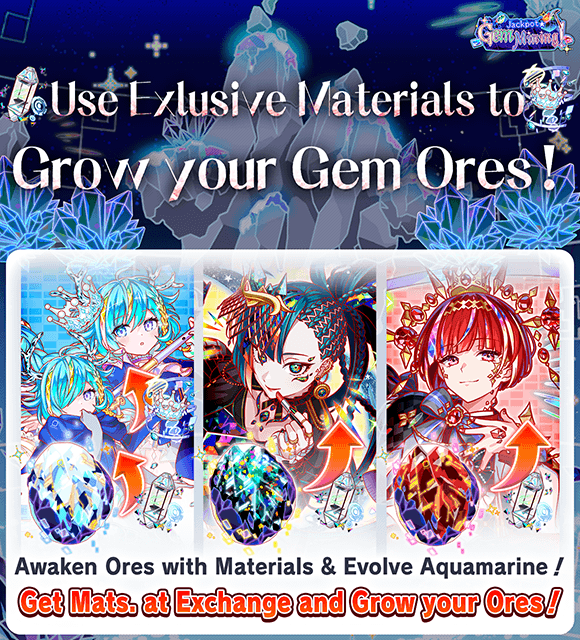 Jackpot★
Gem Mining!
Use Exlusive Materials to
Grow your Gem Ores!
Awaken Ores with Materials & Evolve Aquamarine!
Get Mats. at Exchange and Grow your Ores!